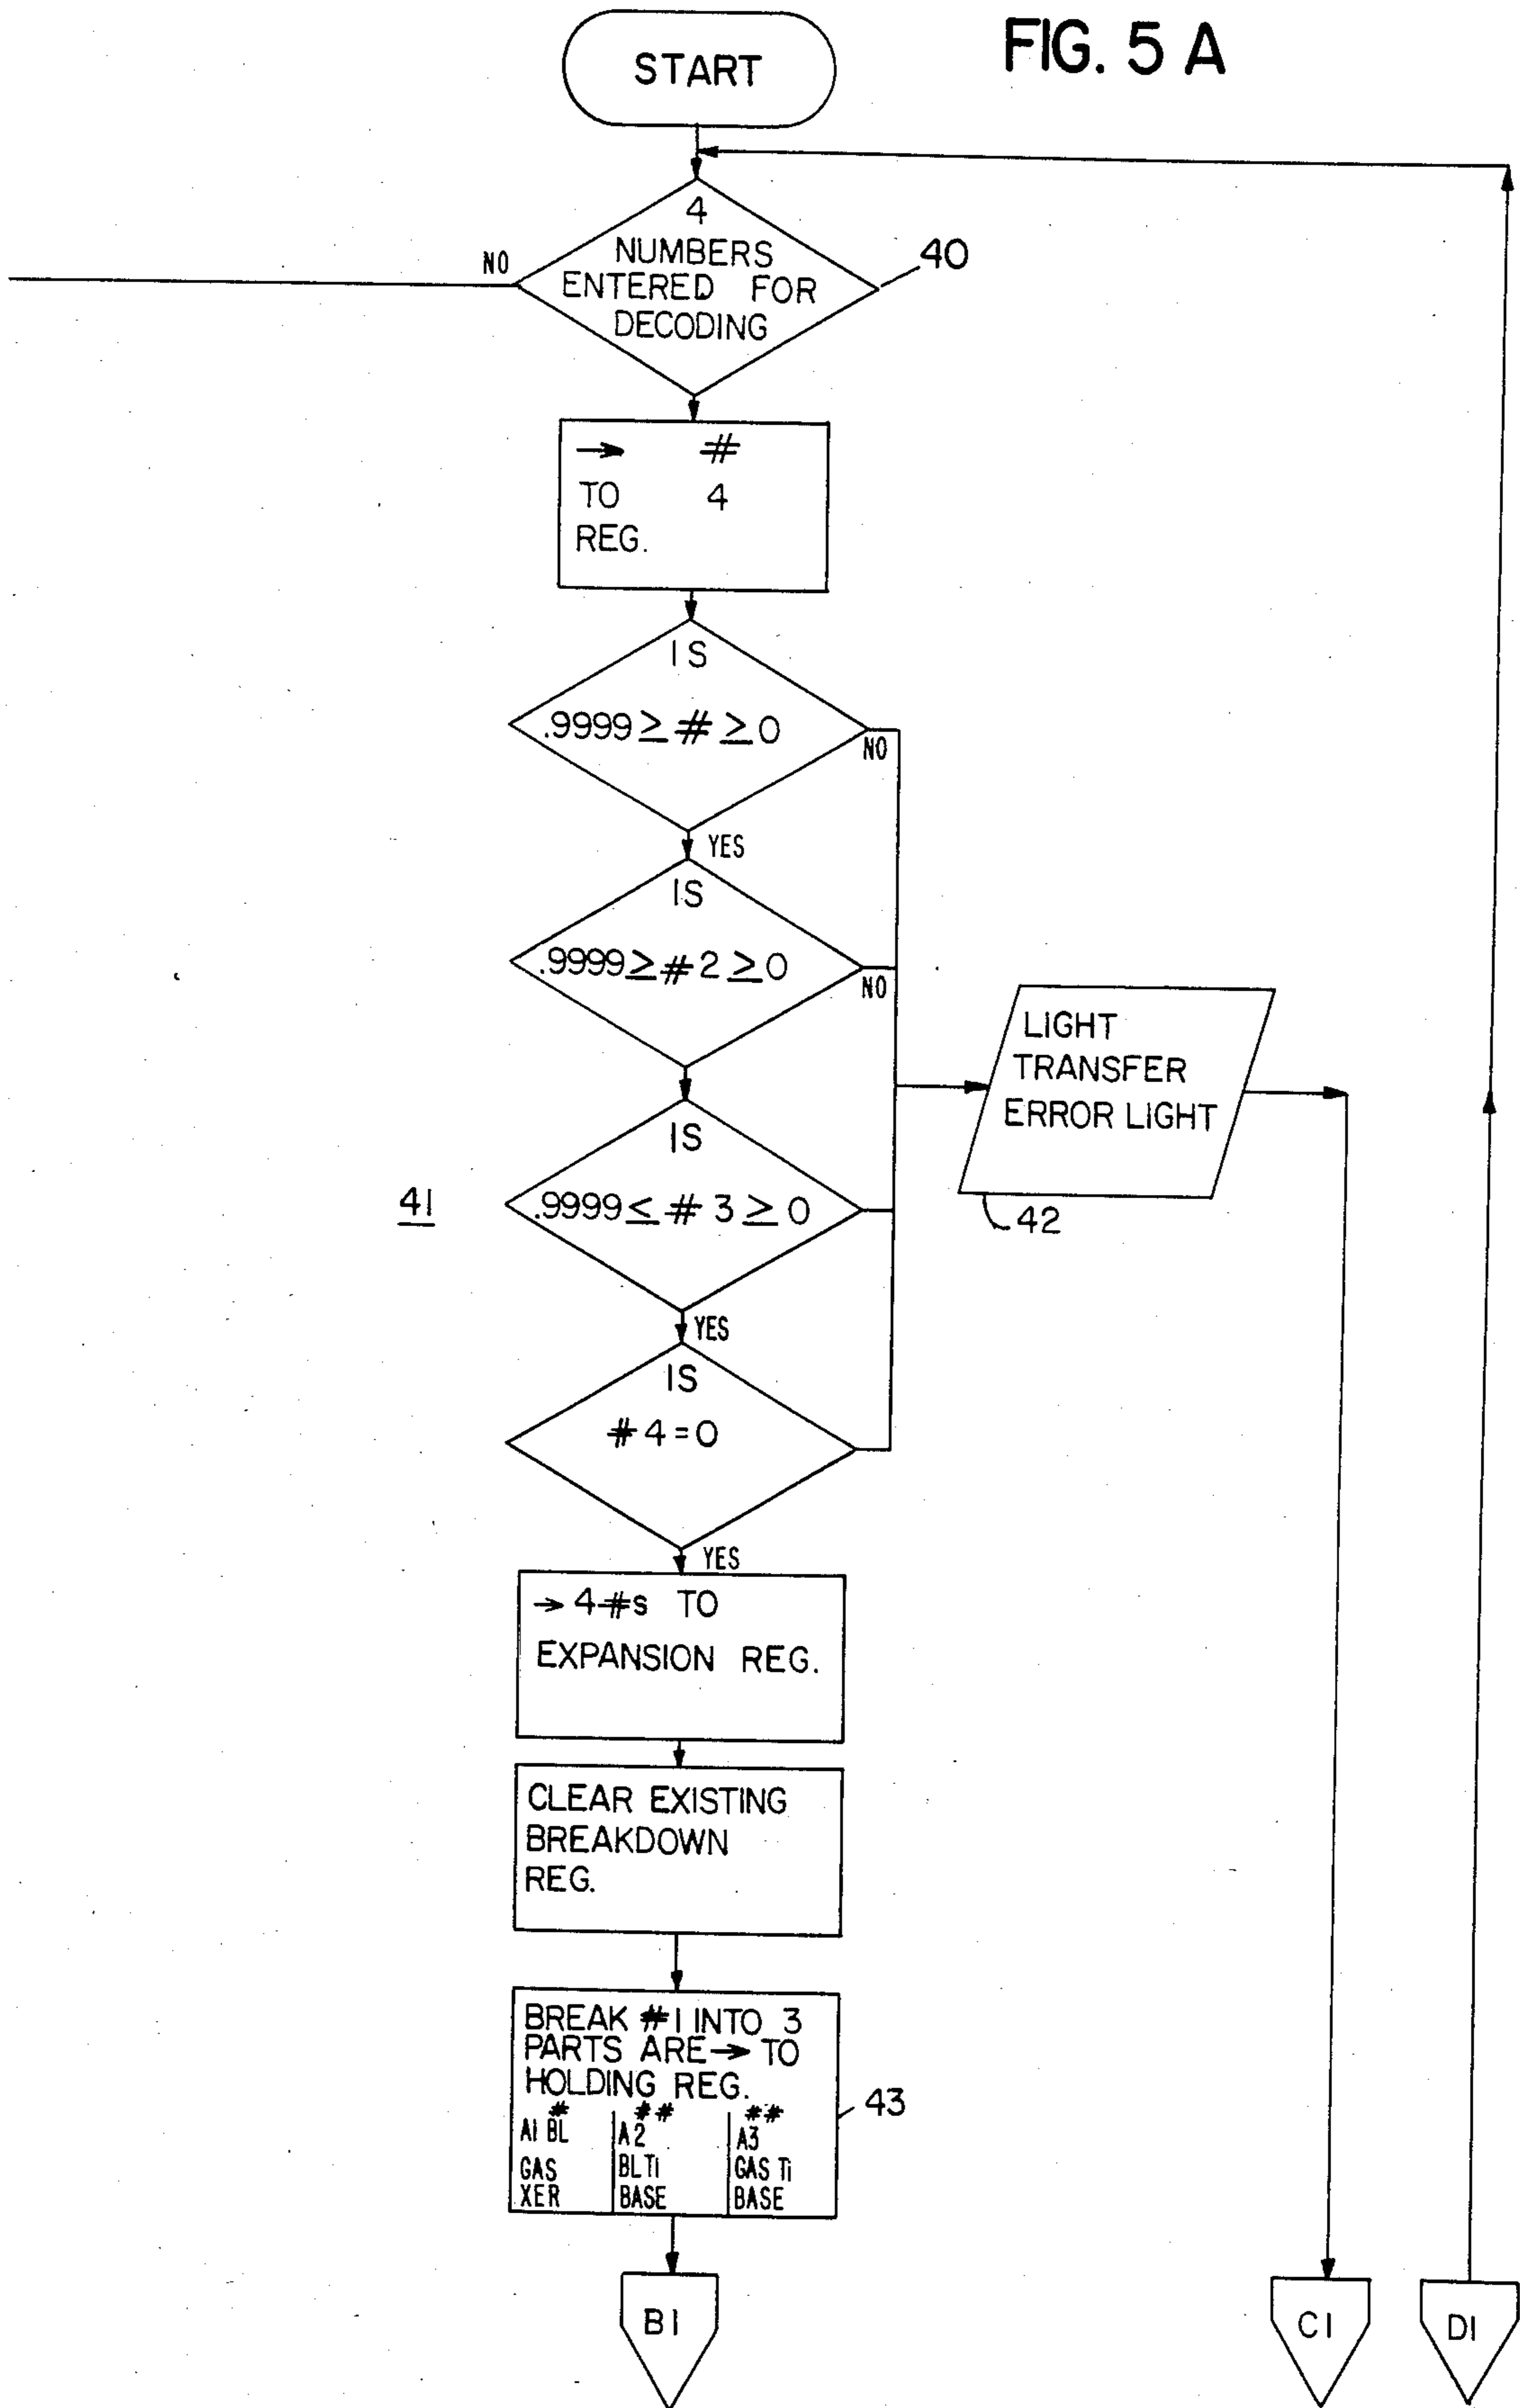 FIG. 5 A
START
4
NUMBERS
ENTERED FOR
DECODING
NO
40
→ #
TO 4
REG.
IS
.9999 ≥ # ≥ 0
NO
YES
IS
.9999 ≥ # 2 ≥ 0
NO
IS
.9999 ≤ # 3 ≥ 0
41
LIGHT
TRANSFER
ERROR LIGHT
42
YES
IS
# 4 = 0
YES
→ 4-#s TO
EXPANSION REG.
CLEAR EXISTING
BREAKDOWN
REG.
BREAK #1 INTO 3
PARTS ARE → TO
HOLDING REG.
# ## ##
A1 BL A2 A3
GAS BL Ti GAS Ti
XER BASE BASE
43
B1
C1
D1